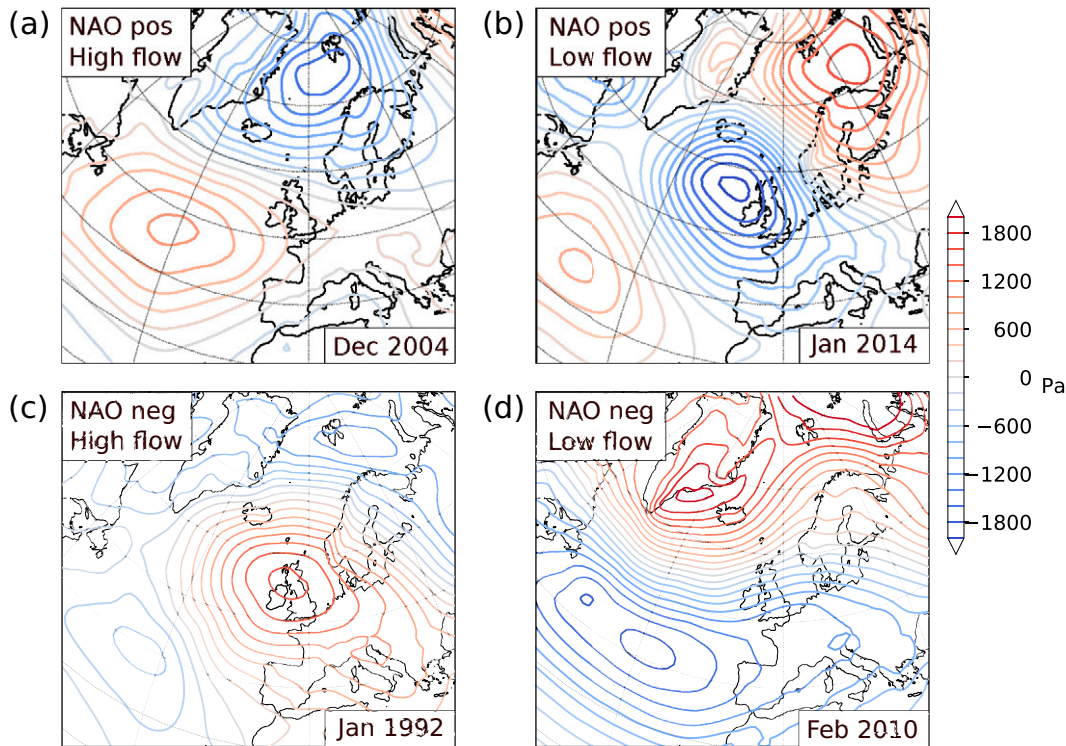 (a)
NAO pos
High flow
Dec 2004
(b)
NAO pos
Low flow
Jan 2014
(c)
NAO neg
High flow
Jan 1992
(d)
NAO neg
Low flow
Feb 2010
1800
1200
600
0
Pa
−600
−1200
−1800